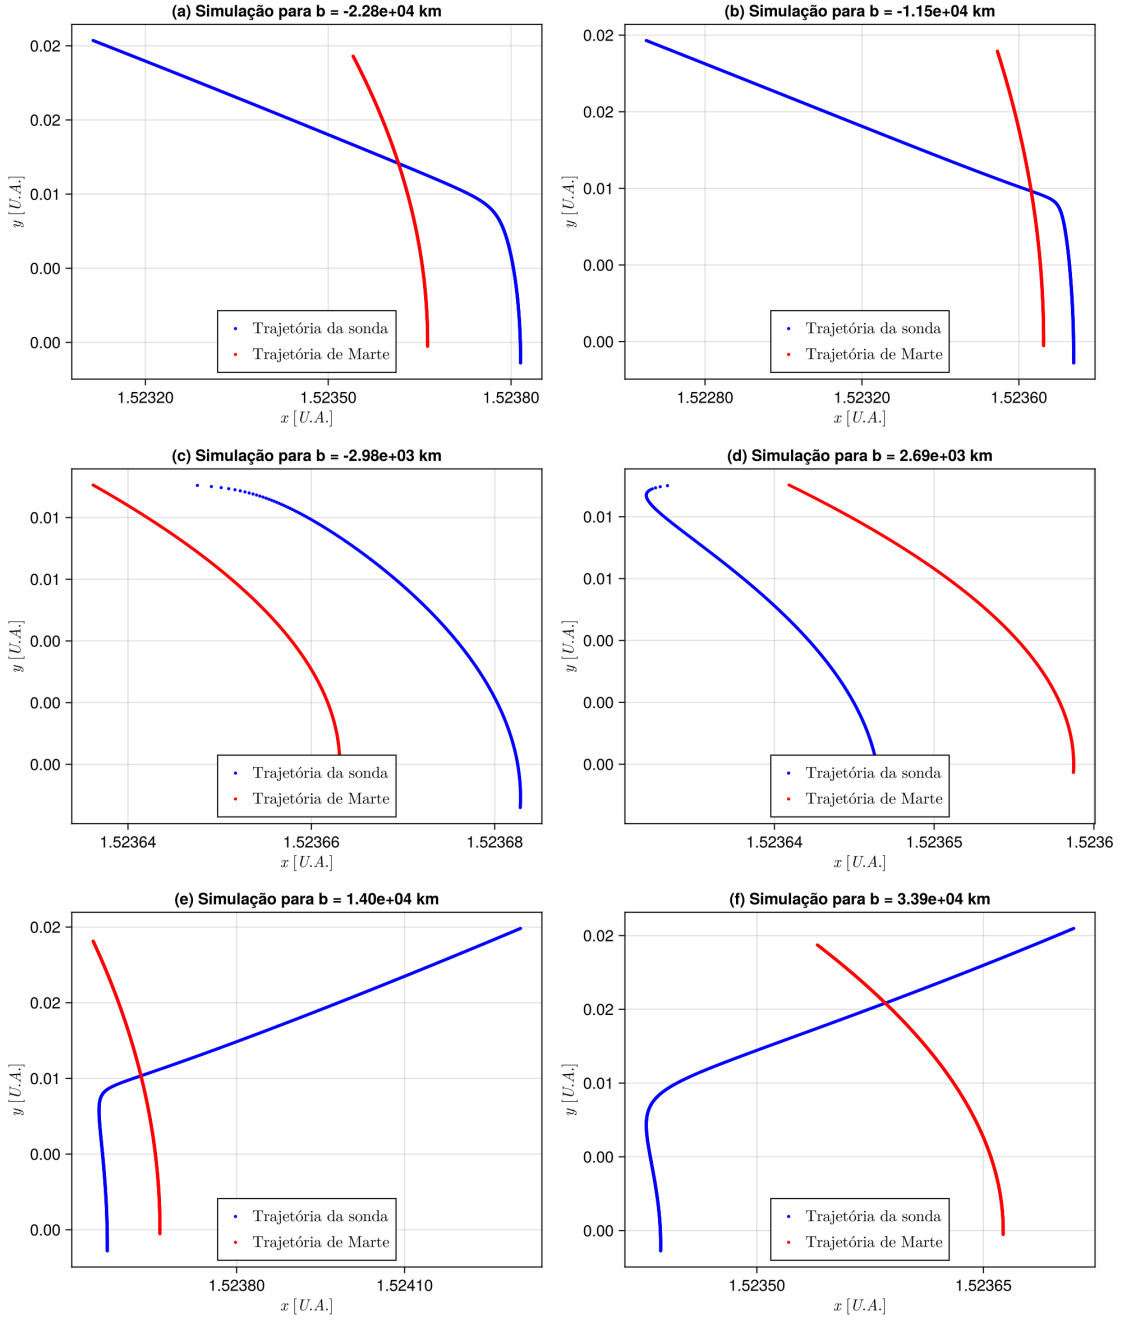 (a) Simulação para b = -2.28e+04 km
0.02
0.02
0.01
0.00
0.00
y [U.A.]
Trajetória da sonda
Trajetória de Marte
1.52320
1.52350
1.52380
x [U.A.]
(b) Simulação para b = -1.15e+04 km
0.02
0.02
0.01
0.00
0.00
y [U.A.]
Trajetória da sonda
Trajetória de Marte
1.52280
1.52320
1.52360
x [U.A.]
(c) Simulação para b = -2.98e+03 km
0.01
0.01
0.00
0.00
0.00
y [U.A.]
Trajetória da sonda
Trajetória de Marte
1.52364
1.52366
1.52368
x [U.A.]
(d) Simulação para b = 2.69e+03 km
0.01
0.01
0.00
0.00
0.00
y [U.A.]
Trajetória da sonda
Trajetória de Marte
1.52364
1.52365
1.5236
x [U.A.]
(e) Simulação para b = 1.40e+04 km
0.02
0.02
0.01
0.00
0.00
y [U.A.]
Trajetória da sonda
Trajetória de Marte
1.52380
1.52410
x [U.A.]
(f) Simulação para b = 3.39e+04 km
0.02
0.02
0.01
0.00
0.00
y [U.A.]
Trajetória da sonda
Trajetória de Marte
1.52350
1.52365
x [U.A.]